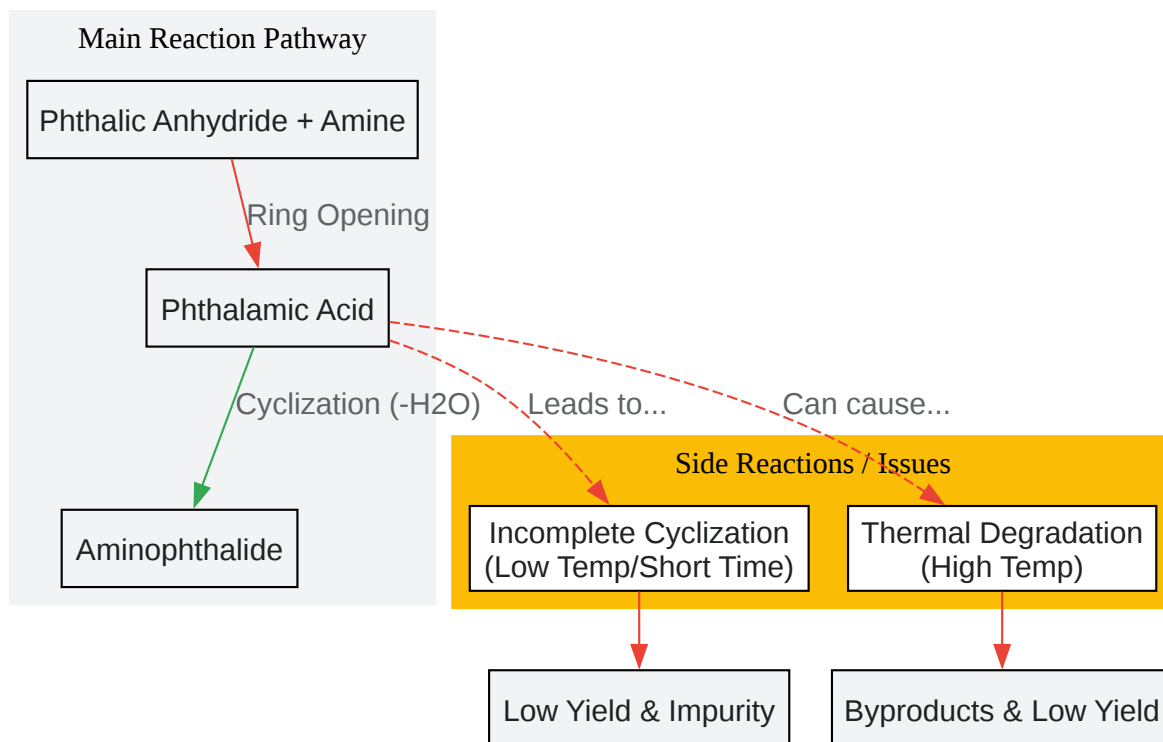 Main Reaction Pathway
Phthalic Anhydride + Amine
Ring Opening
Phthalamic Acid
Cyclization (-H2O)
Leads to...
Can cause...
Side Reactions / Issues
Aminophthalide
Incomplete Cyclization
(Low Temp/Short Time)
Thermal Degradation
(High Temp)
Low Yield & Impurity
Byproducts & Low Yield